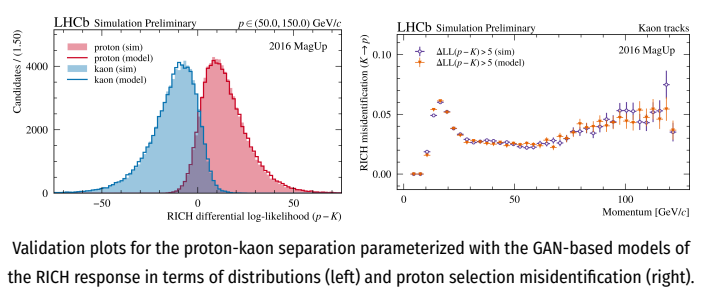 LHCb Simulation Preliminary p ∈ (50.0, 150.0) GeV/c
Candidates / (1.50)
proton (sim)
proton (model)
kaon (sim)
kaon (model)
2016 MagUp
4000
2000
0
−50 0 50
RICH differential log-likelihood (p − K)
LHCb Simulation Preliminary Kaon tracks
RICH misidentification (K → p)
ΔLL(p − K) > 5 (sim)
ΔLL(p − K) > 5 (model)
2016 MagUp
0.10
0.05
0.00
0 50 100
Momentum [GeV/c]
Validation plots for the proton-kaon separation parameterized with the GAN-based models of
the RICH response in terms of distributions (left) and proton selection misidentification (right).